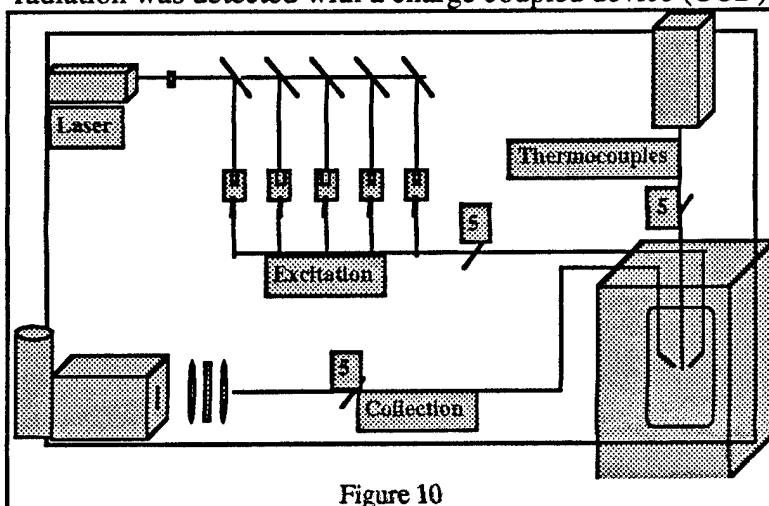 radiation was detected with a charge coupled device (CCD)
Laser
Thermocouples
5
5
Excitation
5
Collection
Figure 10